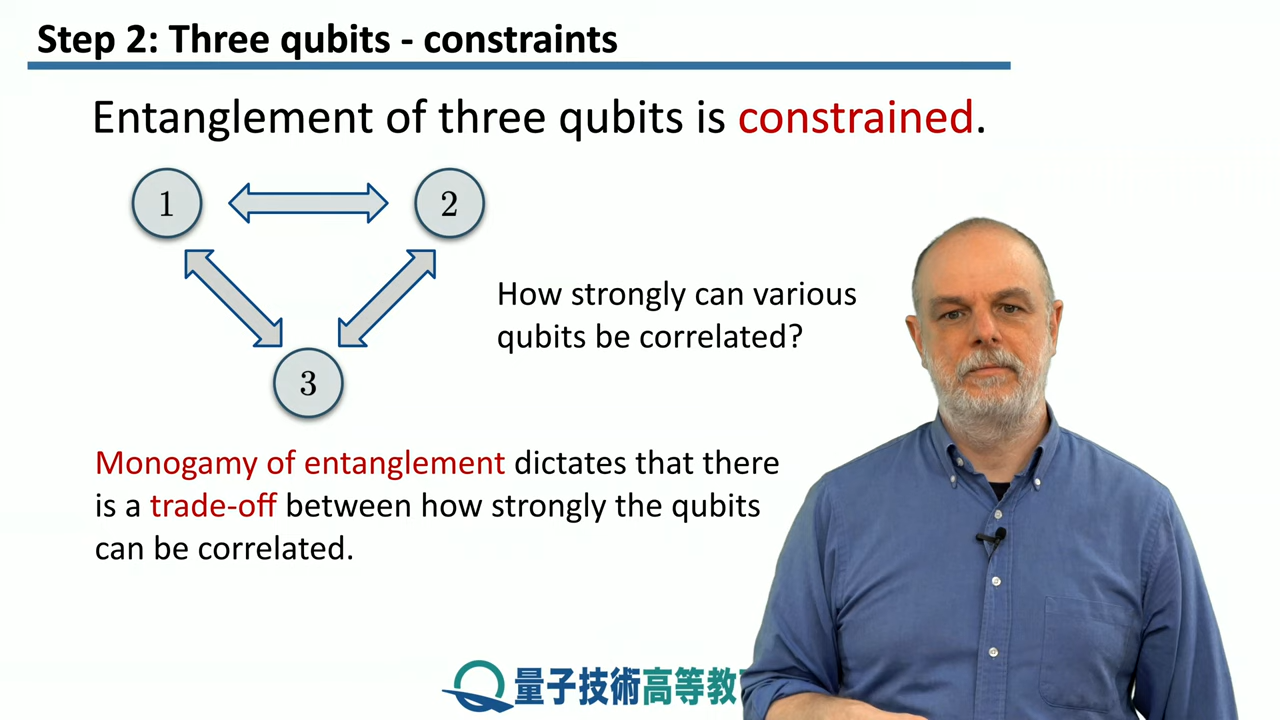 Step 2: Three qubits - constraints
Entanglement of three qubits is constrained.
1
2
3
How strongly can various
qubits be correlated?
Monogamy of entanglement dictates that there
is a trade-off between how strongly the qubits
can be correlated.
量子技術高等教